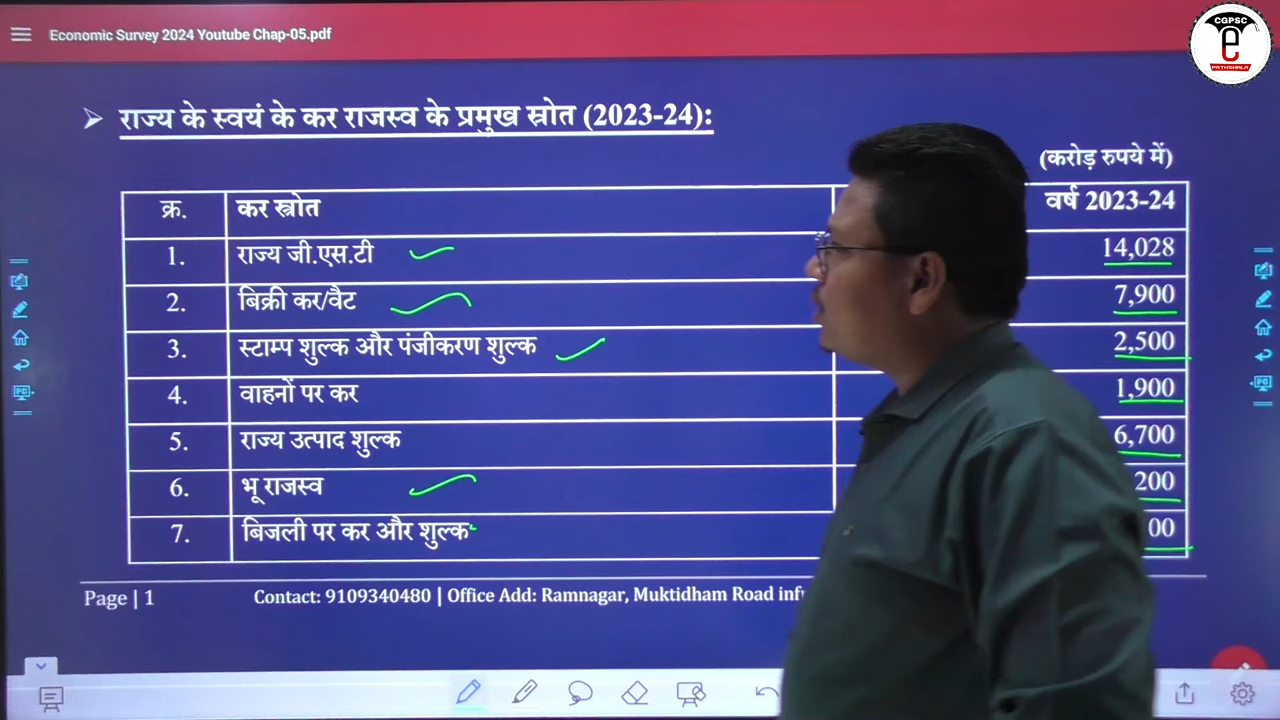 Economic Survey 2024 Youtube Chap-05.pdf
CGPSC
e
PATHSHALA
➢ राज्य के स्वयं के कर राजस्व के प्रमुख स्रोत (2023-24):
(करोड़ रुपये में)
क्र. कर स्त्रोत वर्ष 2023-24
1. राज्य जी.एस.टी 14,028
2. बिक्री कर/वैट 7,900
3. स्टाम्प शुल्क और पंजीकरण शुल्क 2,500
4. वाहनों पर कर 1,900
5. राज्य उत्पाद शुल्क 6,700
6. भू राजस्व 200
7. बिजली पर कर और शुल्क 00
Page | 1 Contact: 9109340480 | Office Add: Ramnagar, Muktidham Road